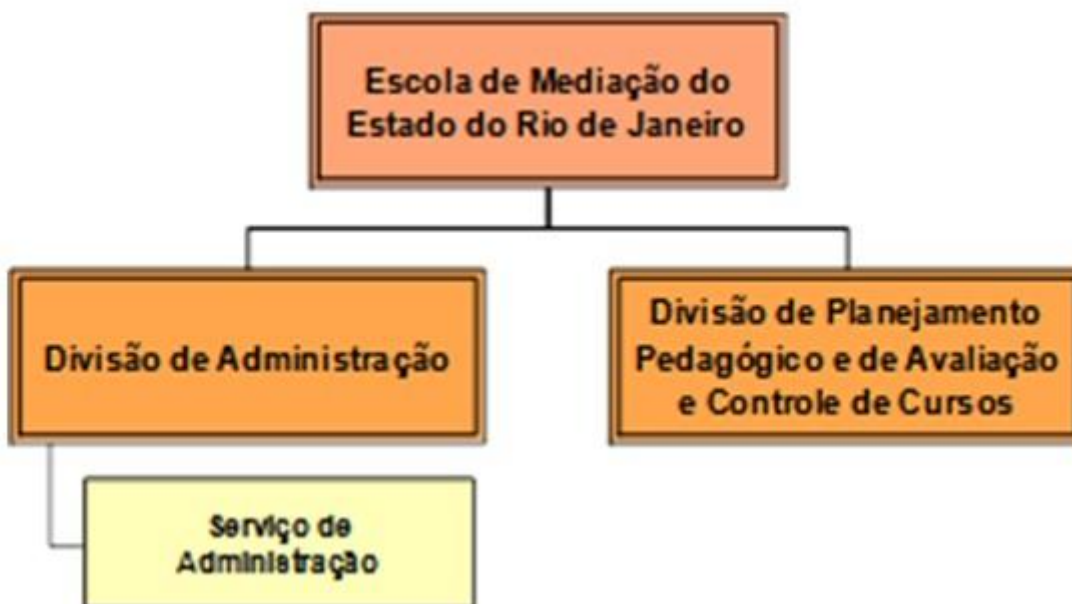 Escola de Mediação do
Estado do Rio de Janeiro
Divisão de Administração
Divisão de Planejamento
Pedagógico e de Avaliação
e Controle de Cursos
Serviço de
Administração